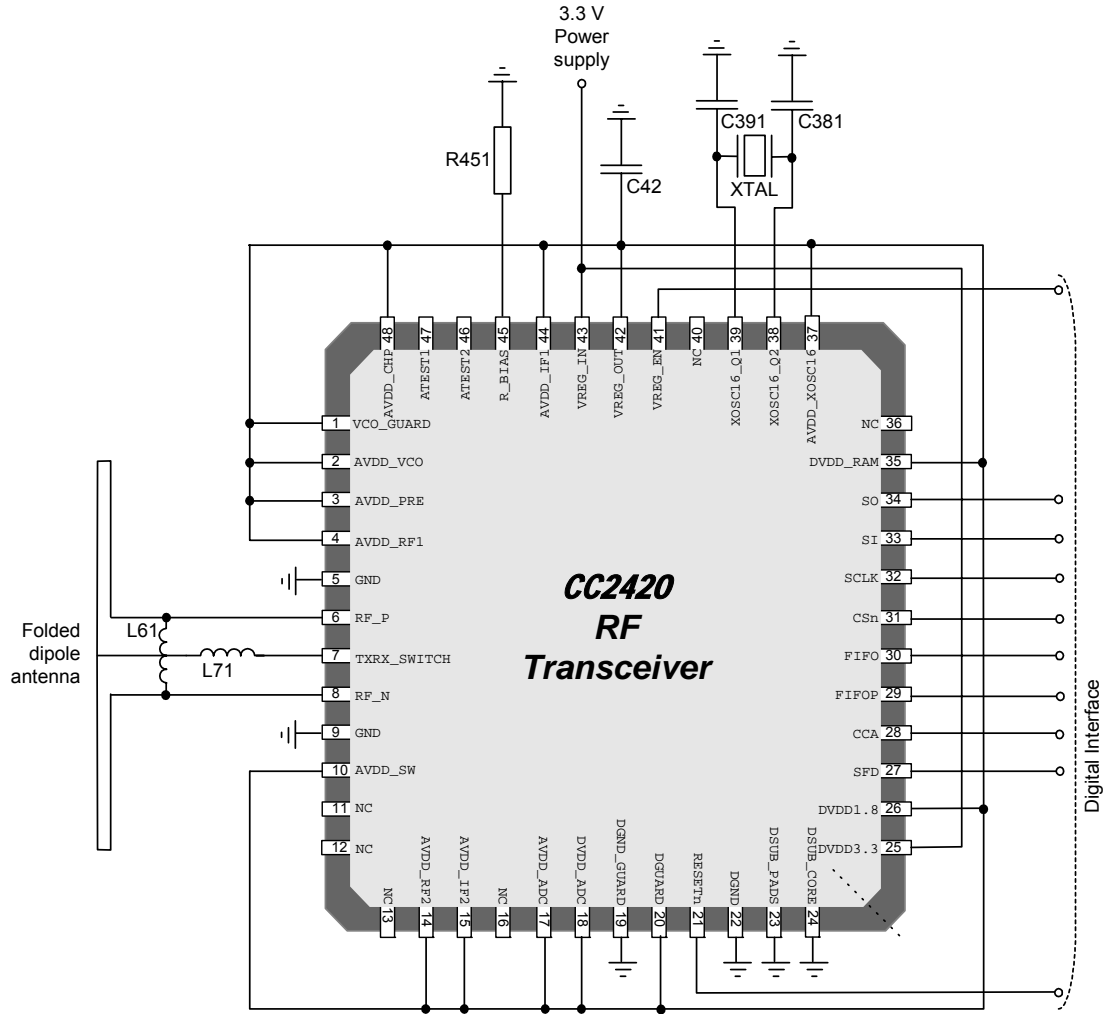 3.3 V
Power
supply
C391
C381
R451
C42
XTAL
48
47
46
45
44
43
42
41
40
39
38
37
AVDD_CHP
ATEST1
ATEST2
R_BIAS
AVDD_IF1
VREG_IN
VREG_OUT
VREG_EN
NC
XOSC16_Q1
XOSC16_Q2
AVDD_XOSC16
1 VCO_GUARD
2 AVDD_VCO
3 AVDD_PRE
4 AVDD_RF1
5 GND
6 RF_P
7 TXRX_SWITCH
8 RF_N
9 GND
10 AVDD_SW
11 NC
12 NC
Folded
dipole
antenna
L61
L71
CC2420
RF
Transceiver
NC 36
DVDD_RAM 35
SO 34
SI 33
SCLK 32
CSn 31
FIFO 30
FIFOP 29
CCA 28
SFD 27
DVDD1.8 26
DVDD3.3 25
Digital Interface
NC
AVDD_RF2
AVDD_IF2
NC
AVDD_ADC
DVDD_ADC
DGND_GUARD
DGUARD
RESETn
DGND
DSUB_PADS
DSUB_CORE
13
14
15
16
17
18
19
20
21
22
23
24